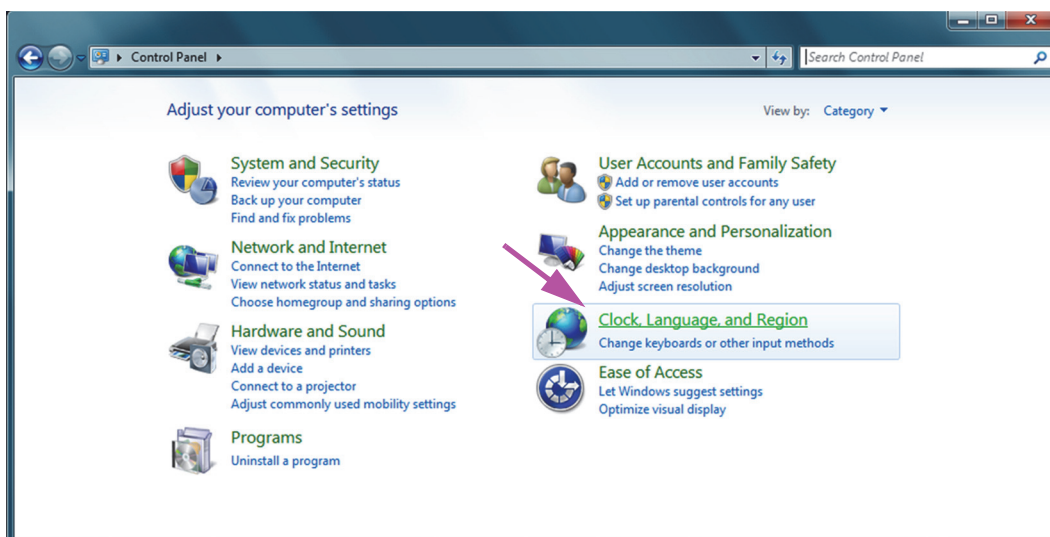 Control Panel
Search Control Panel
Adjust your computer's settings
View by: Category
System and Security
Review your computer's status
Back up your computer
Find and fix problems
Network and Internet
Connect to the Internet
View network status and tasks
Choose homegroup and sharing options
Hardware and Sound
View devices and printers
Add a device
Connect to a projector
Adjust commonly used mobility settings
Programs
Uninstall a program
User Accounts and Family Safety
Add or remove user accounts
Set up parental controls for any user
Appearance and Personalization
Change the theme
Change desktop background
Adjust screen resolution
Clock, Language, and Region
Change keyboards or other input methods
Ease of Access
Let Windows suggest settings
Optimize visual display